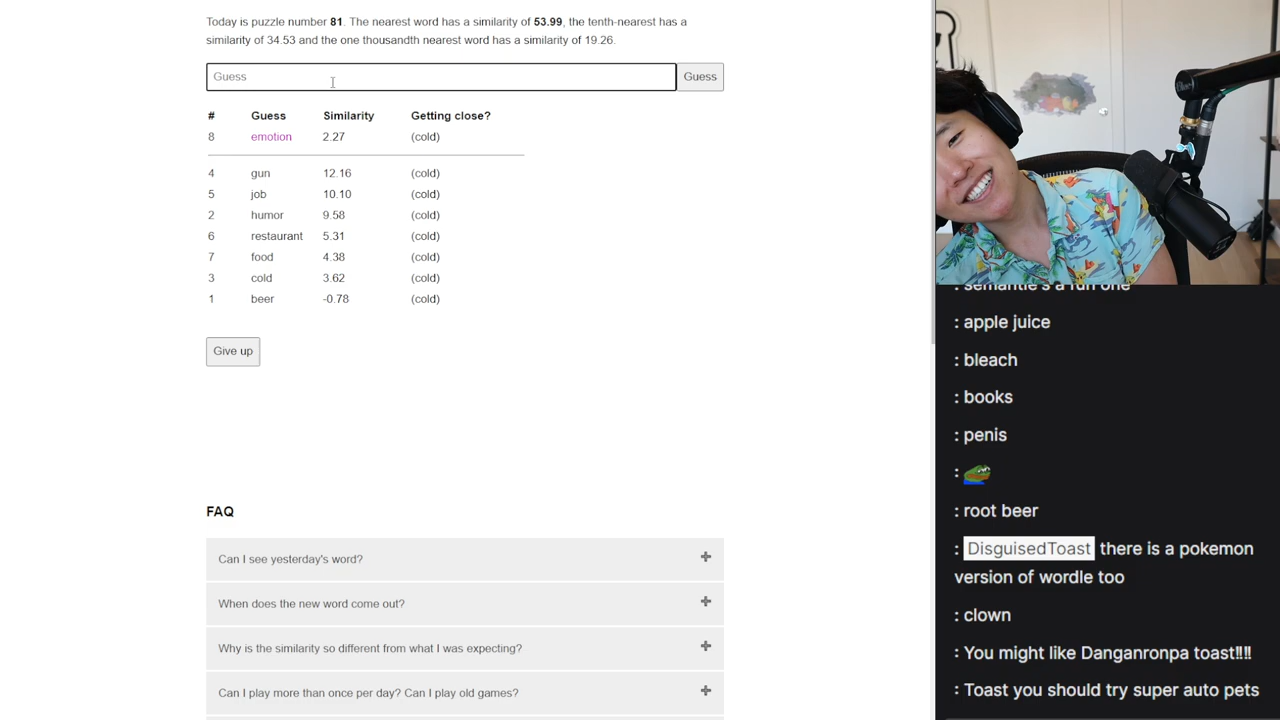 Today is puzzle number 81. The nearest word has a similarity of 53.99, the tenth-nearest has a
similarity of 34.53 and the one thousandth nearest word has a similarity of 19.26.
Guess
Guess
# Guess Similarity Getting close?
8 emotion 2.27 (cold)
4 gun 12.16 (cold)
5 job 10.10 (cold)
2 humor 9.58 (cold)
6 restaurant 5.31 (cold)
7 food 4.38 (cold)
3 cold 3.62 (cold)
1 beer -0.78 (cold)
Give up
FAQ
Can I see yesterday's word?
When does the new word come out?
Why is the similarity so different from what I was expecting?
Can I play more than once per day? Can I play old games?
: semantle's a fun one
: apple juice
: bleach
: books
: penis
:
: root beer
: DisguisedToast there is a pokemon
version of wordle too
: clown
: You might like Danganronpa toast!!!!
: Toast you should try super auto pets